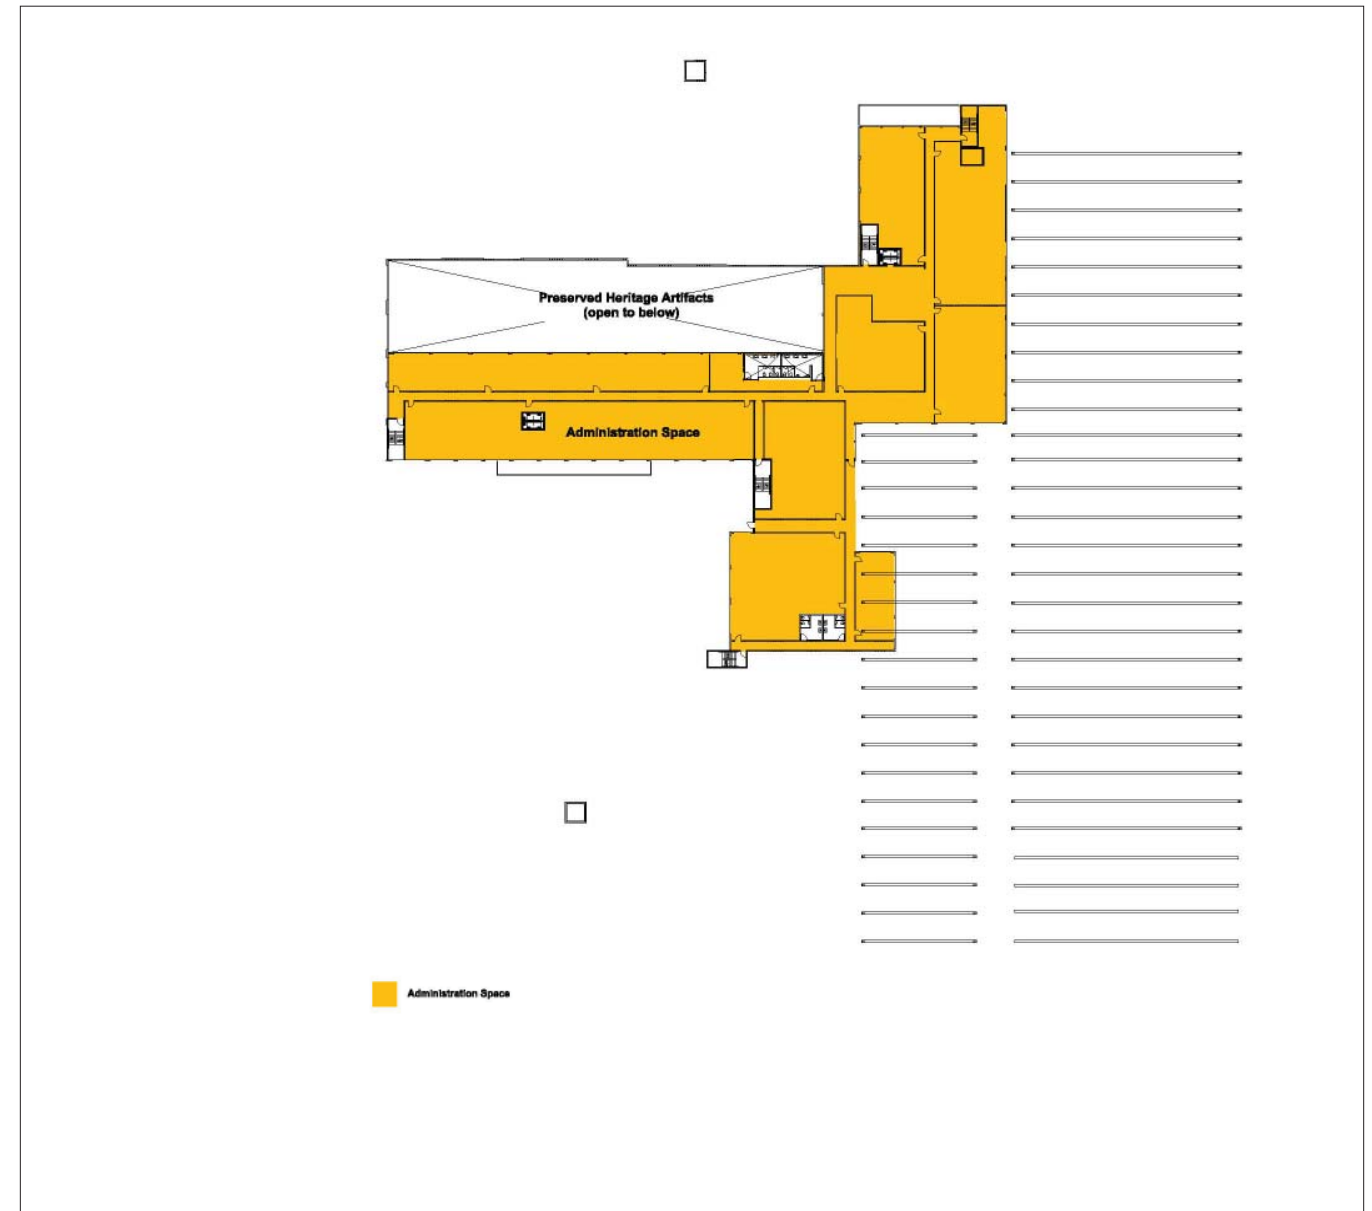 Preserved Heritage Artifacts
(open to below)
Administration Space
Administration Space